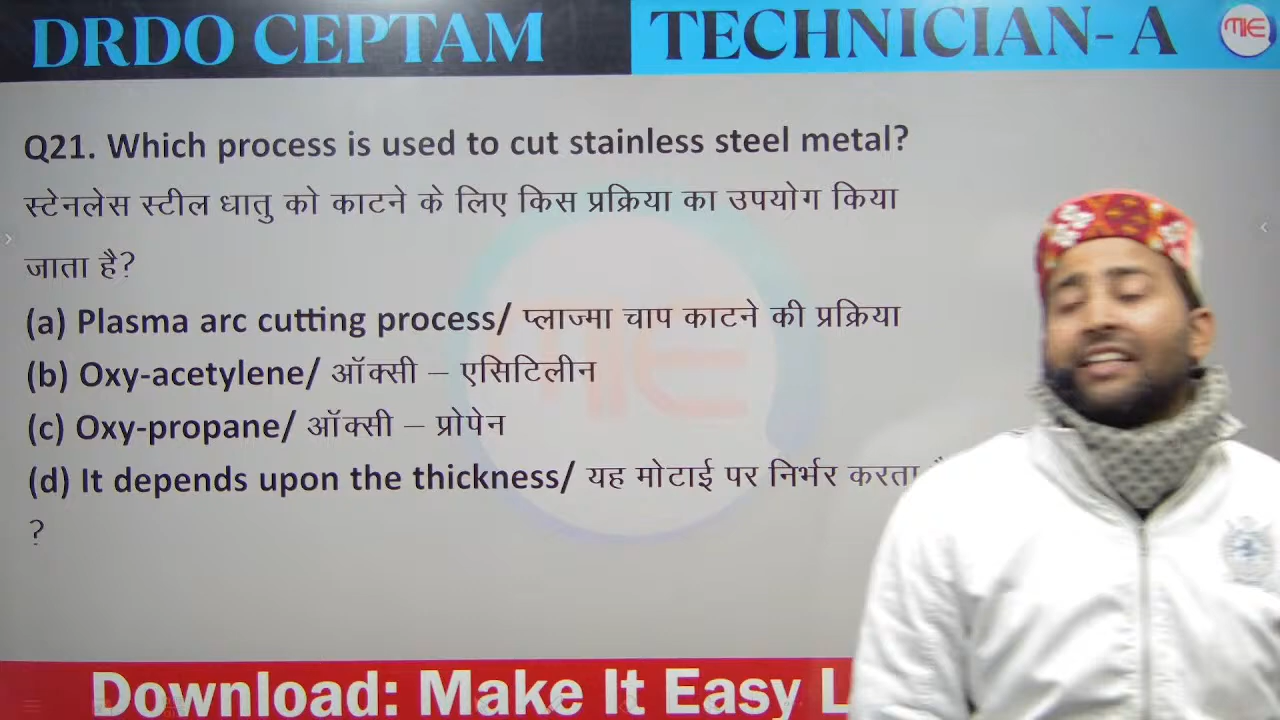 DRDO CEPTAM TECHNICIAN- A
MIE
Q21. Which process is used to cut stainless steel metal?
स्टेनलेस स्टील धातु को काटने के लिए किस प्रक्रिया का उपयोग किया
जाता है?
(a) Plasma arc cutting process/ प्लाज्मा चाप काटने की प्रक्रिया
(b) Oxy-acetylene/ ऑक्सी – एसिटिलीन
(c) Oxy-propane/ ऑक्सी – प्रोपेन
(d) It depends upon the thickness/ यह मोटाई पर निर्भर करता
?
MIE
Download: Make It Easy L